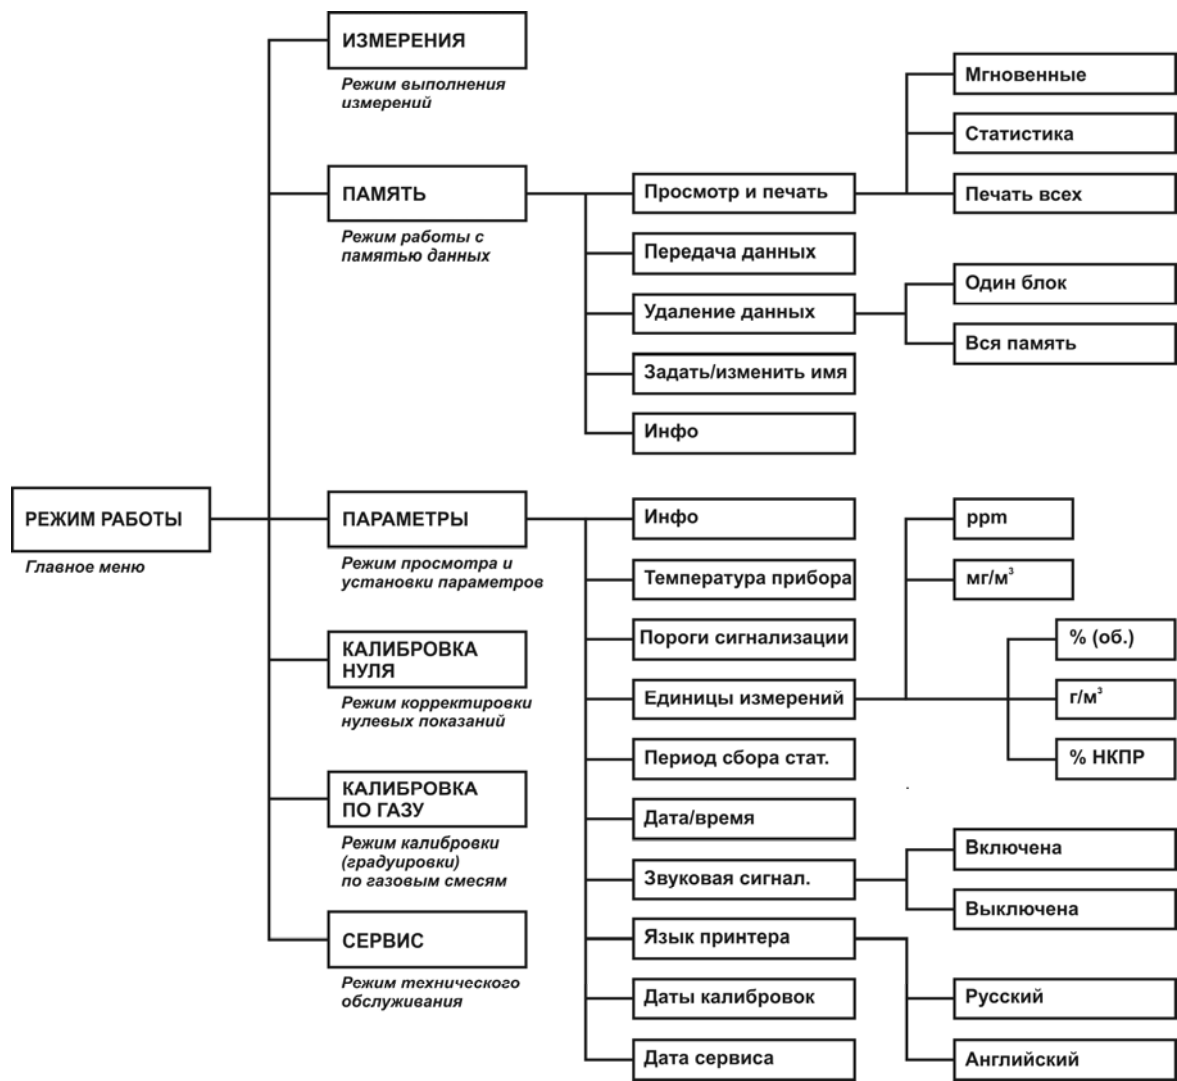 РЕЖИМ РАБОТЫ
Главное меню
ИЗМЕРЕНИЯ
Режим выполнения
измерений
ПАМЯТЬ
Режим работы с
памятью данных
Просмотр и печать
Мгновенные
Статистика
Печать всех
Передача данных
Удаление данных
Один блок
Вся память
Задать/изменить имя
Инфо
ПАРАМЕТРЫ
Режим просмотра и
установки параметров
Инфо
Температура прибора
Пороги сигнализации
Единицы измерений
ppm
мг/м³
% (об.)
г/м³
% НКПР
Период сбора стат.
Дата/время
Звуковая сигнал.
Включена
Выключена
Язык принтера
Русский
Английский
Даты калибровок
Дата сервиса
КАЛИБРОВКА
НУЛЯ
Режим корректировки
нулевых показаний
КАЛИБРОВКА
ПО ГАЗУ
Режим калибровки
(градуировки)
по газовым смесям
СЕРВИС
Режим технического
обслуживания